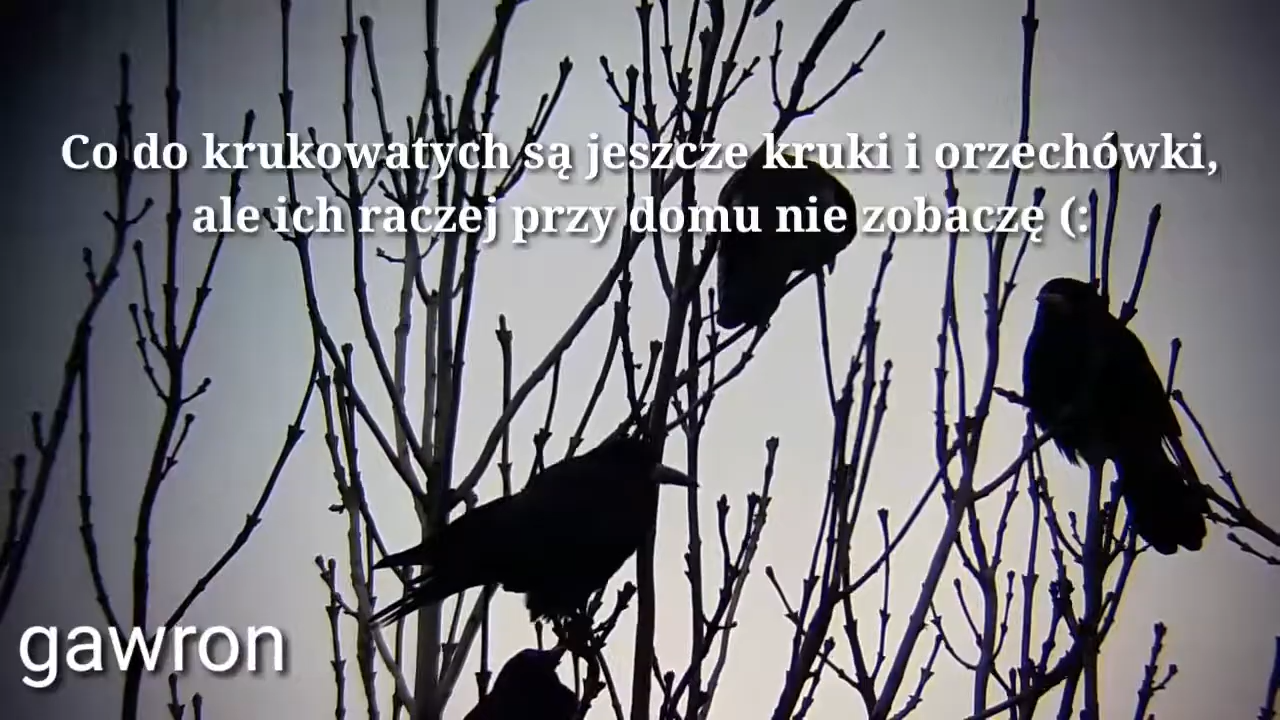 Co do krukowatych są jeszcze kruki i orzechówki,
ale ich raczej przy domu nie zobaczę (:
gawron